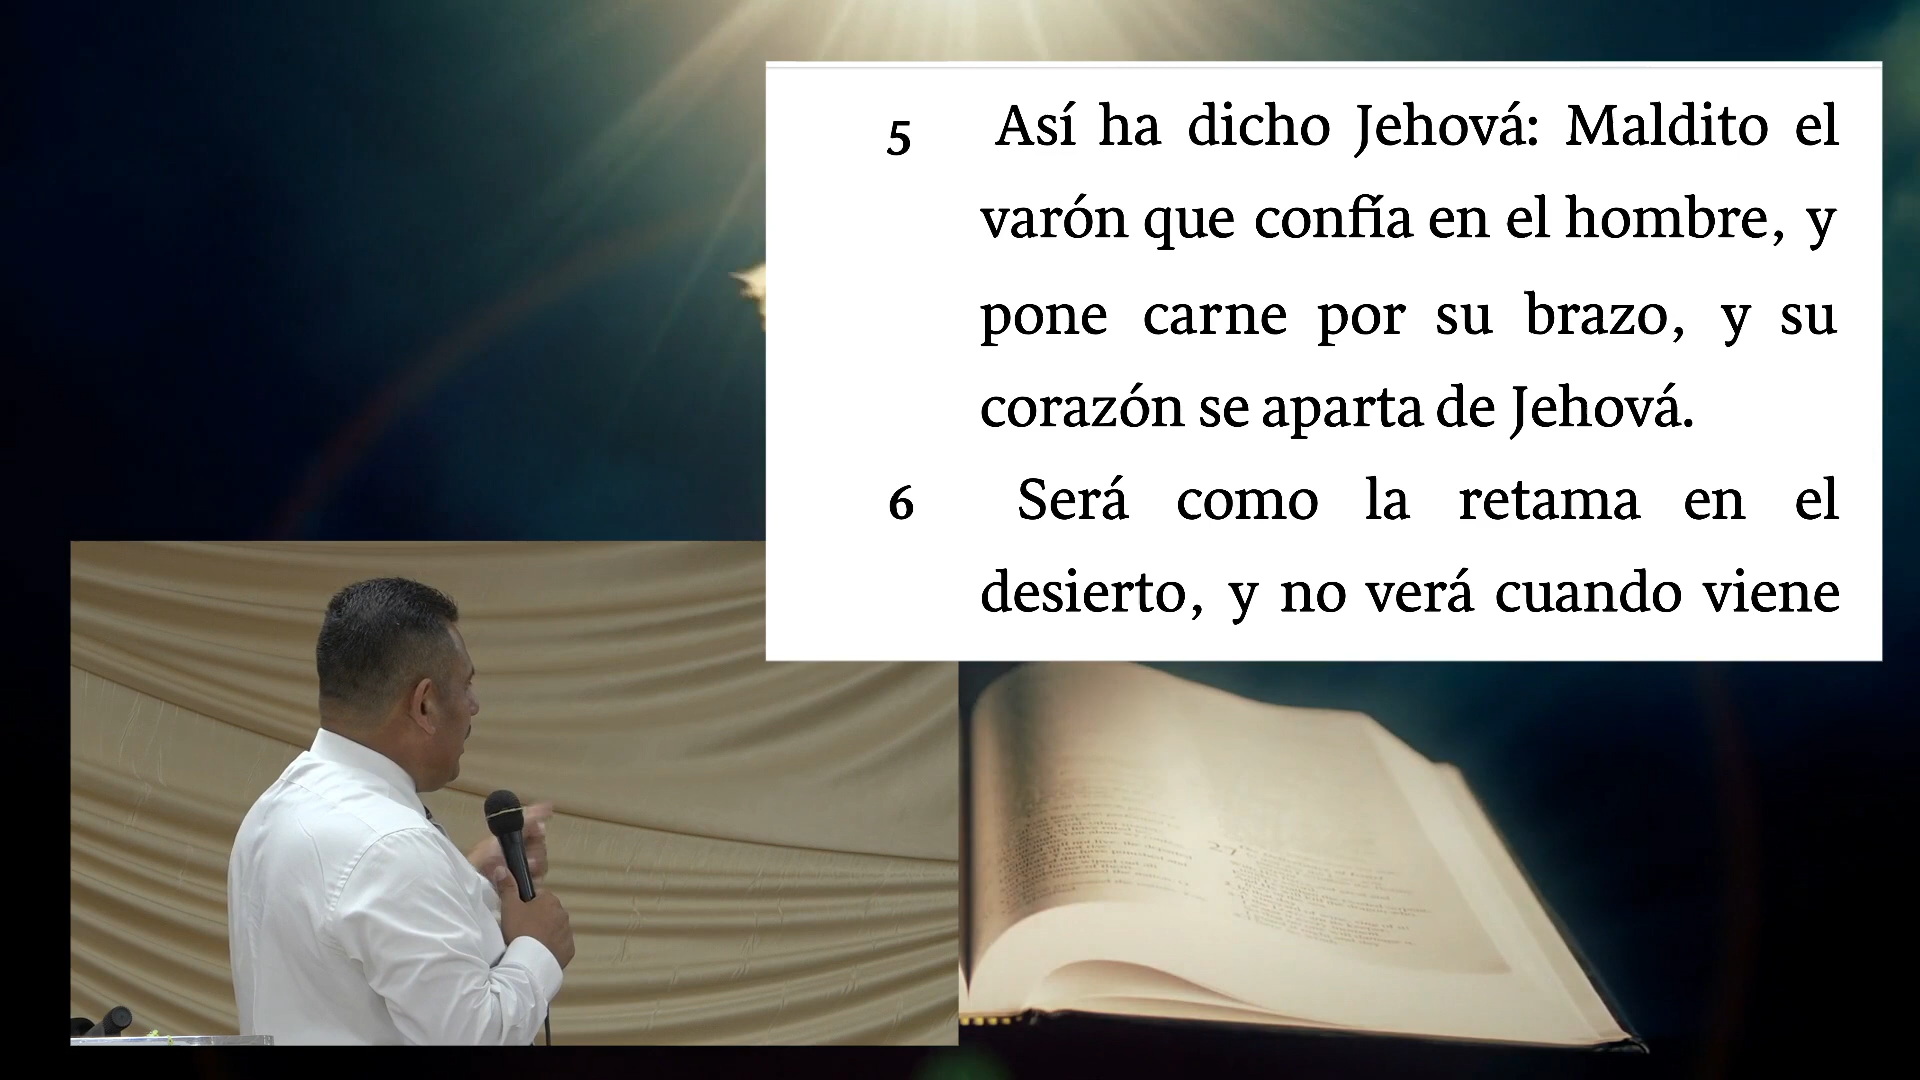 5 Así ha dicho Jehová: Maldito el
varón que confía en el hombre, y
pone carne por su brazo, y su
corazón se aparta de Jehová.
6 Será como la retama en el
desierto, y no verá cuando viene
27